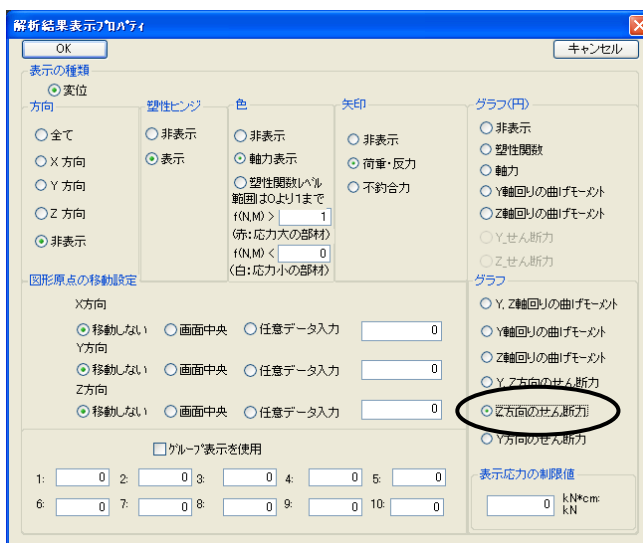 解析結果表示プロパティ
OK
キャンセル
表示の種類
変位
方向
全て
X 方向
Y 方向
Z 方向
非表示
塑性ヒンジ
非表示
表示
色
非表示
軸力表示
塑性関数レベル
範囲は0より1まで
f(N,M) > 1
(赤:応力大の部材)
f(N,M) < 0
(白:応力小の部材)
矢印
非表示
荷重・反力
不釣合力
グラフ(円)
非表示
塑性関数
軸力
Y軸回りの曲げモーメント
Z軸回りの曲げモーメント
Y_せん断力
Z_せん断力
図形原点の移動設定
X方向
移動しない 画面中央 任意データ入力 0
Y方向
移動しない 画面中央 任意データ入力 0
Z方向
移動しない 画面中央 任意データ入力 0
グラフ
Y, Z軸回りの曲げモーメント
Y軸回りの曲げモーメント
Z軸回りの曲げモーメント
Y, Z方向のせん断力
Z方向のせん断力
Y方向のせん断力
グループ表示を使用
1: 0 2: 0 3: 0 4: 0 5: 0
6: 0 7: 0 8: 0 9: 0 10: 0
表示応力の制限値
0 kN*cm:
kN